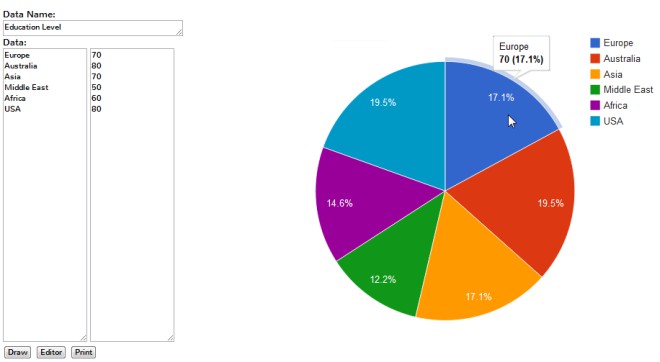 Data Name:
Education Level
Data:
Europe 70
Australia 80
Asia 70
Middle East 50
Africa 60
USA 80
Draw Editor Print
Europe
70 (17.1%)
17.1%
19.5%
17.1%
12.2%
14.6%
19.5%
Europe
Australia
Asia
Middle East
Africa
USA